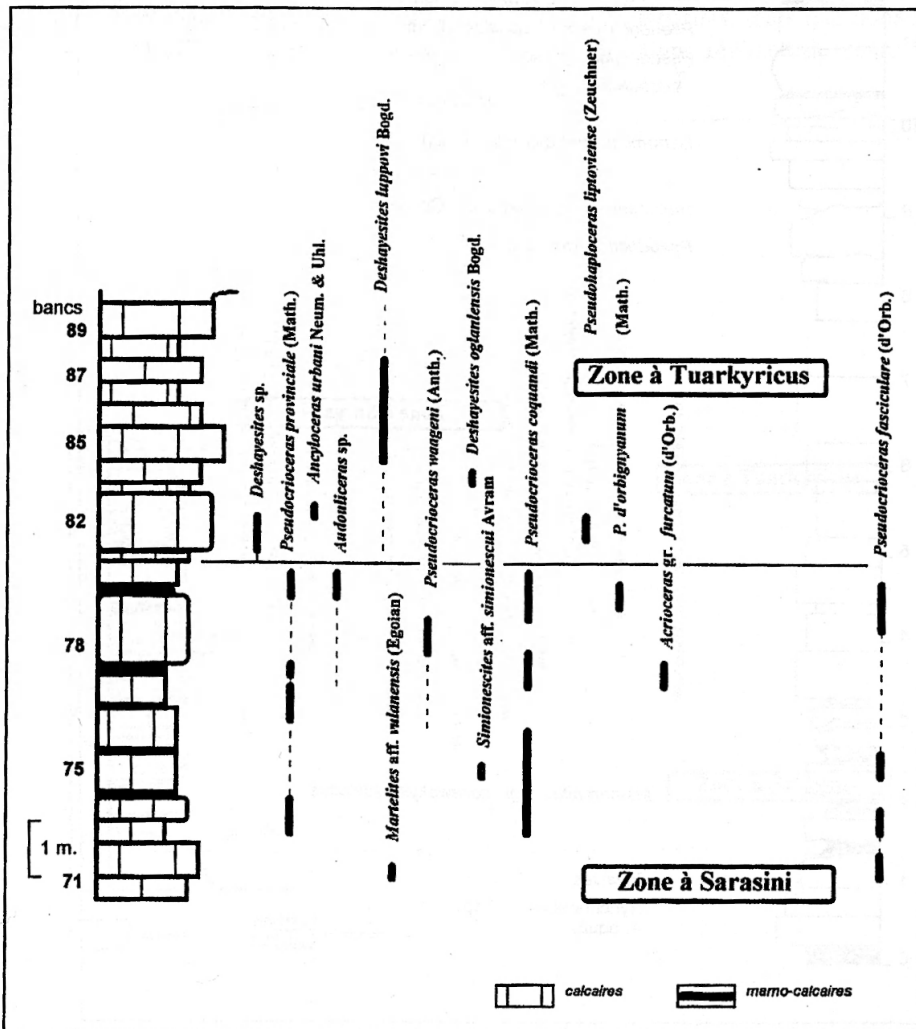 bancs
89
87
85
82
78
75
1 m.
71
Deshayesites sp.
Pseudocrioceras provinciale (Math.)
Ancyloceras urbani Neum. & Uhl.
Audouliceras sp.
Deshayesites luppovi Bogd.
Martelites aff. vulanensis (Egoian)
Pseudocrioceras waageni (Anth.)
Deshayesites oglanlensis Bogd.
Simionescites aff. simionescui Avram
Pseudocrioceras coquandi (Math.)
Pseudohaploceras liptoviense (Zeuchner)
P. d'orbignyanum (Math.)
Acrioceras gr. furcatum (d'Orb.)
Pseudocrioceras fasciculare (d'Orb.)
Zone à Tuarkyricus
Zone à Sarasini
calcaires
marno-calcaires